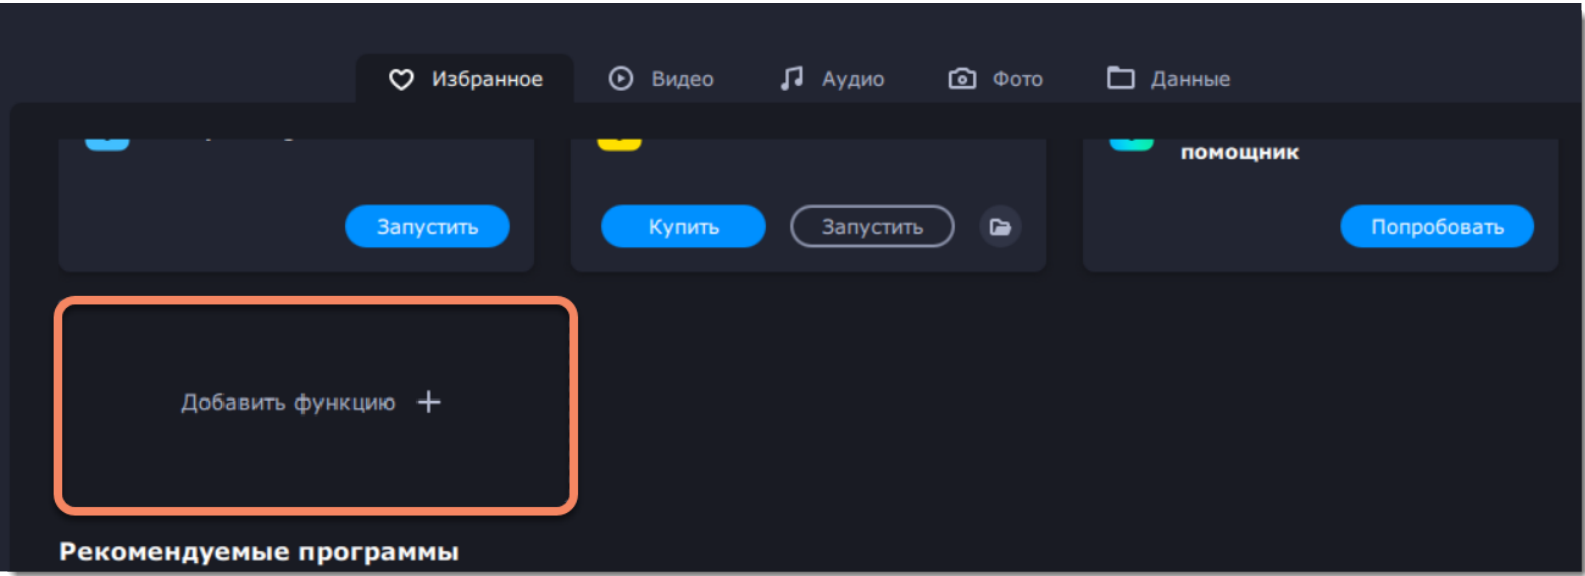 Избранное
Видео
Аудио
Фото
Данные
помощник
Запустить
Купить
Запустить
Попробовать
Добавить функцию
Рекомендуемые программы